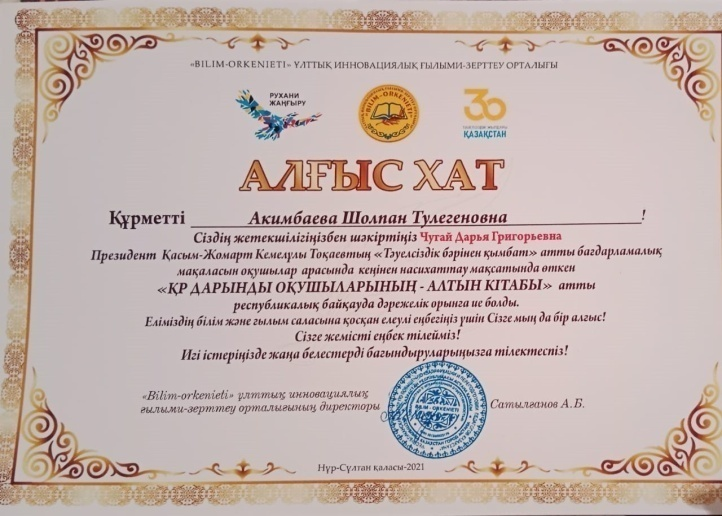 «BILIM-ORKENIETI» ҰЛТТЫҚ ИННОВАЦИЯЛЫҚ ҒЫЛЫМИ-ЗЕРТТЕУ ОРТАЛЫҒЫ
РУХАНИ
ЖАҢҒЫРУ
BILIM-ORKENIETI
30
ҚАЗАҚСТАН
АЛҒЫС ХАТ
Құрметті Акимбаева Шолпан Тулегеновна !
Сіздің жетекшілігіңізбен шәкіртіңіз Чугай Дарья Григорьевна
Президент Қасым-Жомарт Кемелұлы Тоқаевтың «Тәуелсіздік бәрінен қымбат» атты бағдарламалық
мақаласын оқушылар арасында кеңінен насихаттау мақсатында өткен
«ҚР ДАРЫНДЫ ОҚУШЫЛАРЫНЫҢ - АЛТЫН КІТАБЫ» атты
республикалық байқауда дәрежелік орынға ие болды.
Еліміздің білім және ғылым саласына қосқан елеулі еңбегіңіз үшін Сізге мың да бір алғыс!
Сізге жемісті еңбек тілейміз!
Игі істеріңізде жаңа белестерді бағындыруларыңызға тілектеспіз!
«Bilim-orkenieti» ұлттық инновациялық
ғылыми-зерттеу орталығының директоры
BILIM-ORKENIETI
Сатылғанов А.Б.
Нұр-Сұлтан қаласы-2021